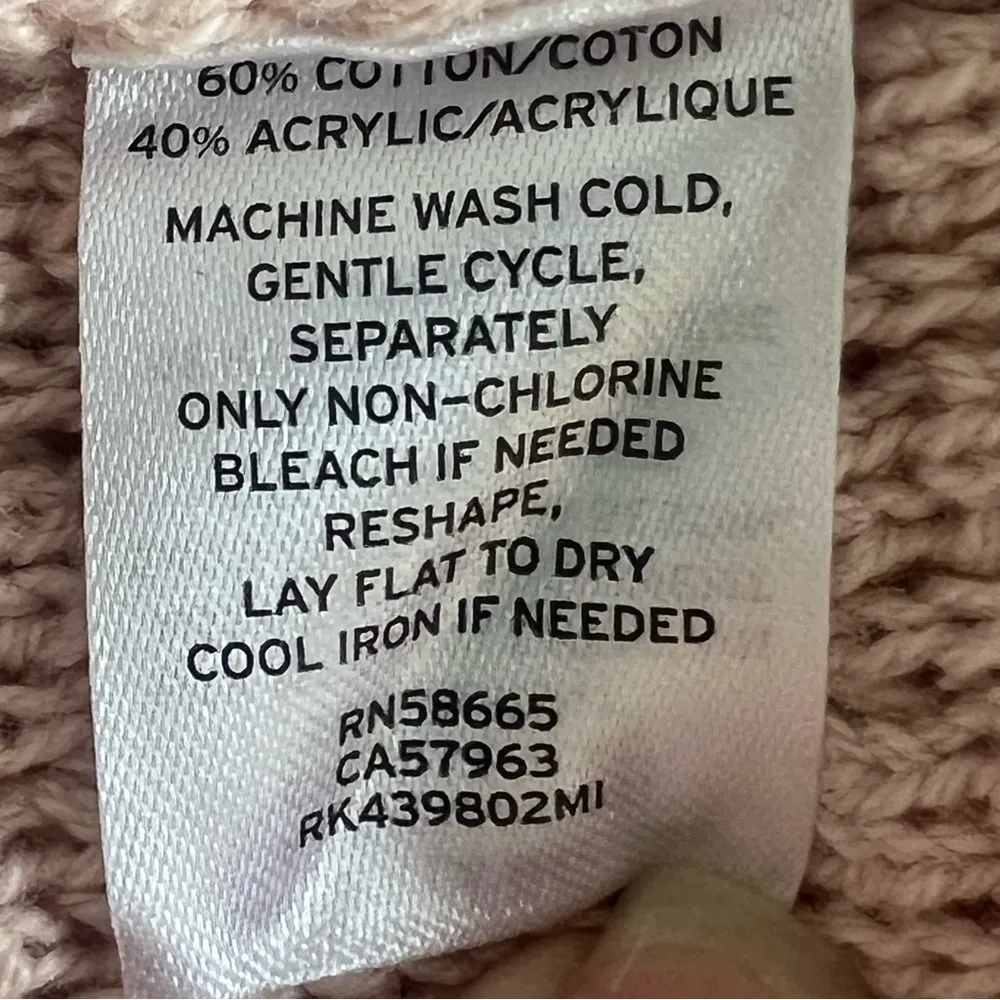 60% COTTON/COTON
40% ACRYLIC/ACRYLIQUE
MACHINE WASH COLD,
GENTLE CYCLE,
SEPARATELY
ONLY NON-CHLORINE
BLEACH IF NEEDED
RESHAPE,
LAY FLAT TO DRY
COOL IRON IF NEEDED
RN58665
CA57963
RK439802MI